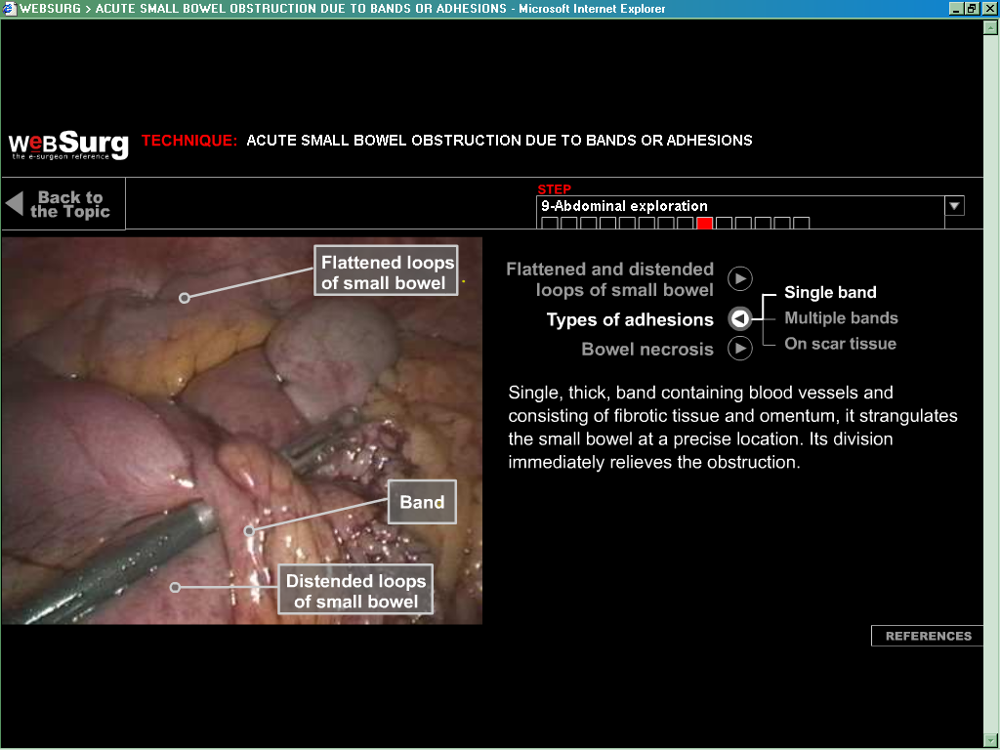 WEBSURG > ACUTE SMALL BOWEL OBSTRUCTION DUE TO BANDS OR ADHESIONS - Microsoft Internet Explorer
WeBSurg
the e-surgeon reference
TECHNIQUE: ACUTE SMALL BOWEL OBSTRUCTION DUE TO BANDS OR ADHESIONS
Back to
the Topic
STEP
9-Abdominal exploration
Flattened loops
of small bowel
Band
Distended loops
of small bowel
Flattened and distended
loops of small bowel
Types of adhesions
Bowel necrosis
Single band
Multiple bands
On scar tissue
Single, thick, band containing blood vessels and
consisting of fibrotic tissue and omentum, it strangulates
the small bowel at a precise location. Its division
immediately relieves the obstruction.
REFERENCES